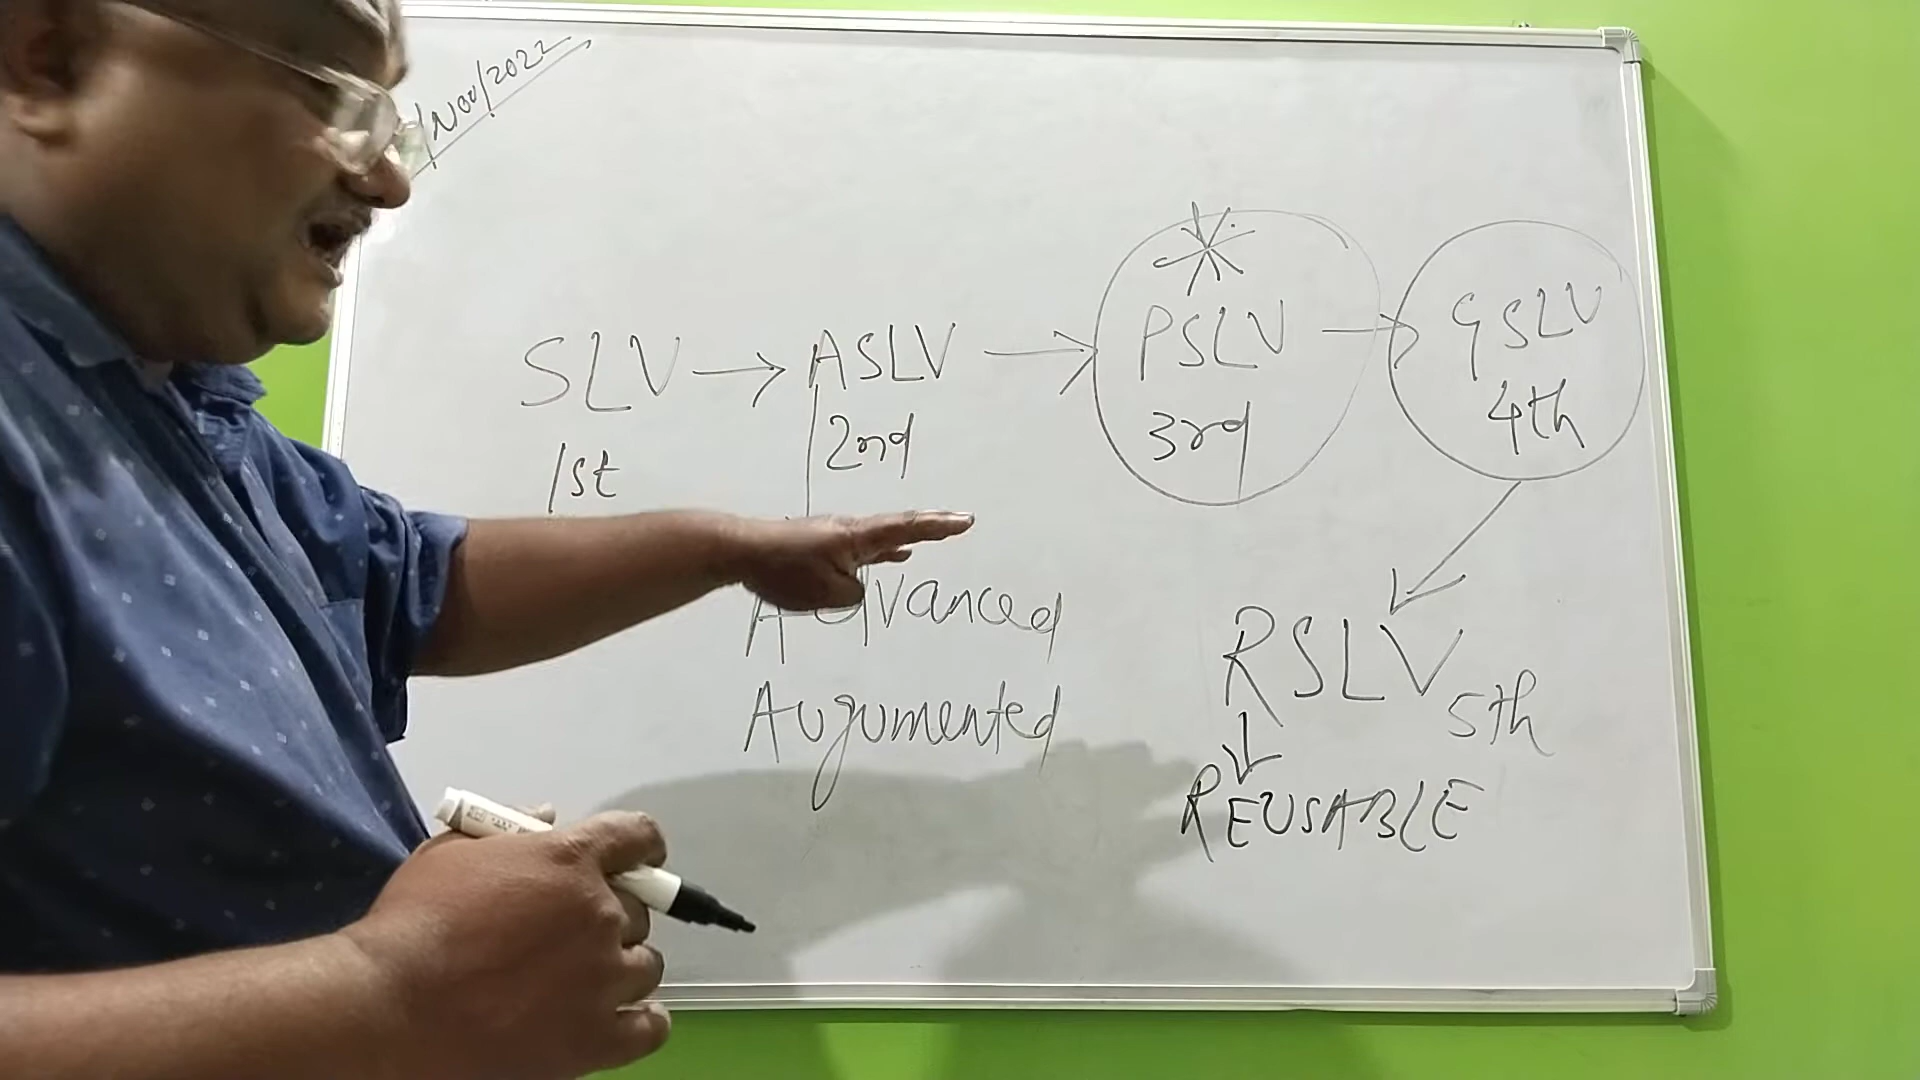 /Nov/2022
SLV → ASLV → PSLV → GSLV
1st 2nd 3rd 4th
Advanced
Augumented
RSLV 5th
REUSABLE